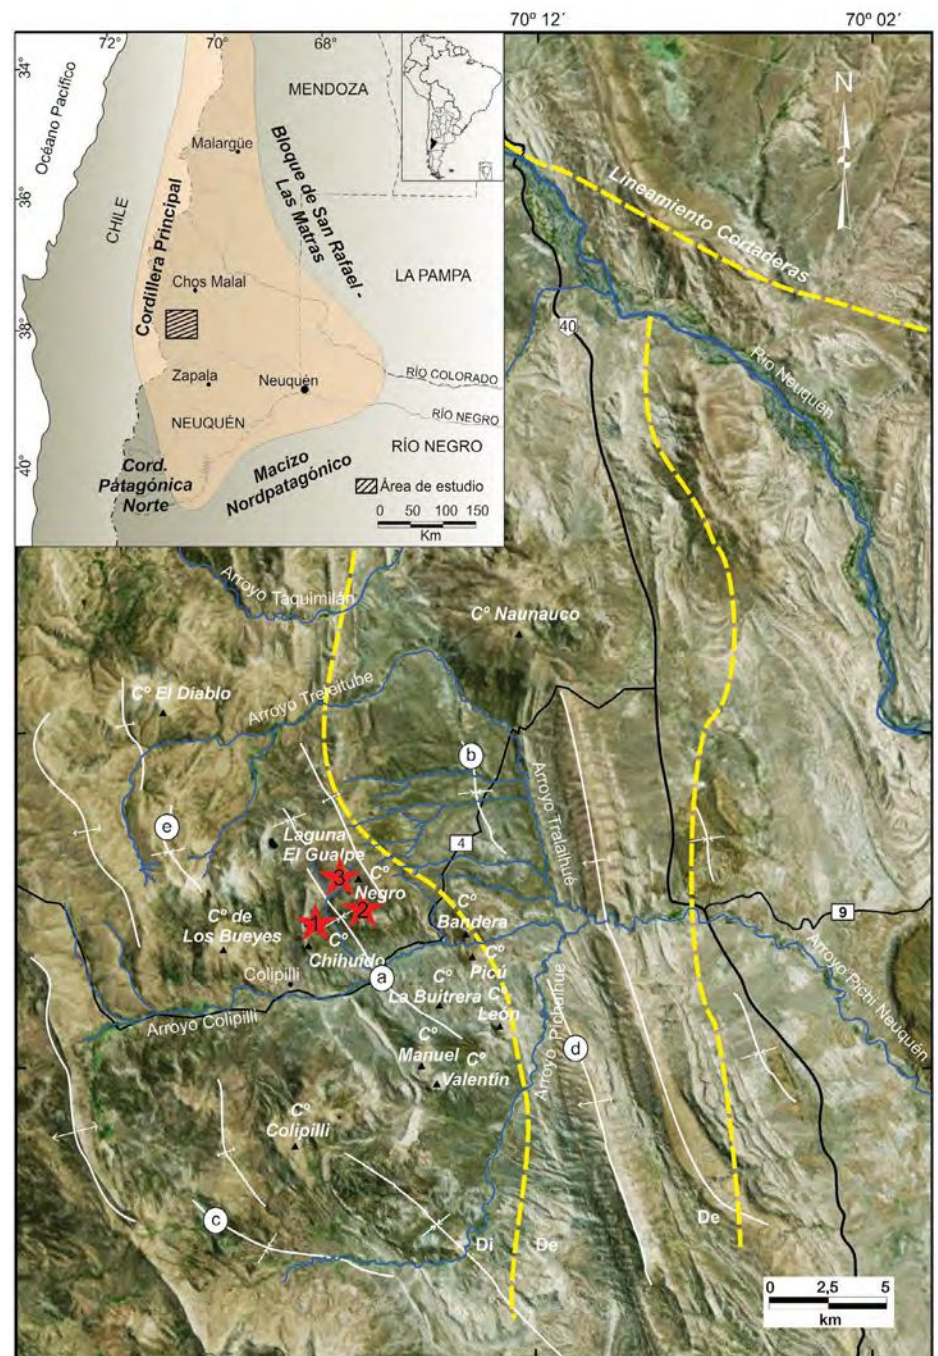 70º 12´
70º 02´
72°
70°
68°
34°
36°
38°
40°
Océano Pacífico
CHILE
MENDOZA
Malargüe
Bloque de San Rafael -
Las Matras
Cordillera Principal
LA PAMPA
Chos Malal
Zapala
Neuquén
RÍO COLORADO
NEUQUÉN
RÍO NEGRO
RÍO NEGRO
Cord.
Patagónica
Norte
Macizo
Nordpatagónico
Área de estudio
0 50 100 150
Km
N
Lineamiento Cortaderas
40
Río Neuquén
Arroyo Taquimilán
Cº Naunauco
Cº El Diablo
Arroyo Treleitube
b
Arroyo Tralalhué
e
Laguna
El Gualpe
4
3
Cº
Negro
2
1
Cº
Bandera
9
Cº de
Los Bueyes
Cº
Chihuido
Cº
Picú
Colipilli
a
Cº
La Buitrera
Cº
León
Arroyo Pichi Neuquén
Arroyo Colipilli
Arroyo Pichaihue
d
Cº
Manuel
Cº
Valentin
Cº
Colipilli
c
Di
De
De
0 2,5 5
km